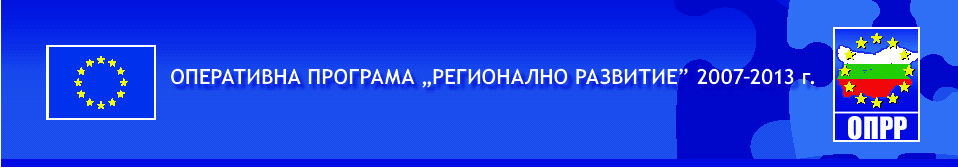 ОПЕРАТИВНА ПРОГРАМА „РЕГИОНАЛНО РАЗВИТИЕ” 2007-2013 г.
ОПРР